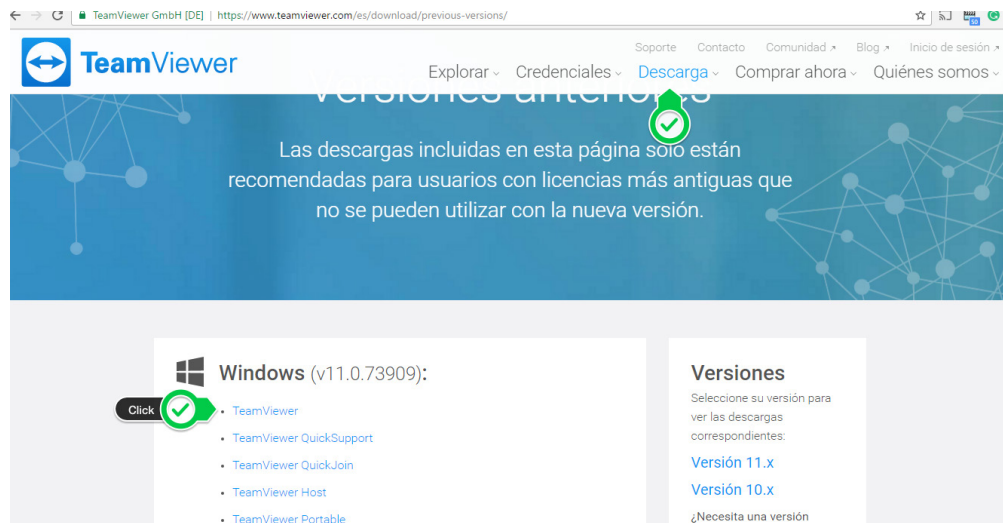 TeamViewer GmbH [DE] | https://www.teamviewer.com/es/download/previous-versions/
TeamViewer
Soporte Contacto Comunidad Blog Inicio de sesión
Explorar Credenciales Descarga Comprar ahora Quiénes somos
versiones anteriores
Las descargas incluidas en esta página sólo están
recomendadas para usuarios con licencias más antiguas que
no se pueden utilizar con la nueva versión.
Windows (v11.0.73909):
Click
• TeamViewer
• TeamViewer QuickSupport
• TeamViewer QuickJoin
• TeamViewer Host
• TeamViewer Portable
Versiones
Seleccione su versión para
ver las descargas
correspondientes:
Versión 11.x
Versión 10.x
¿Necesita una versión